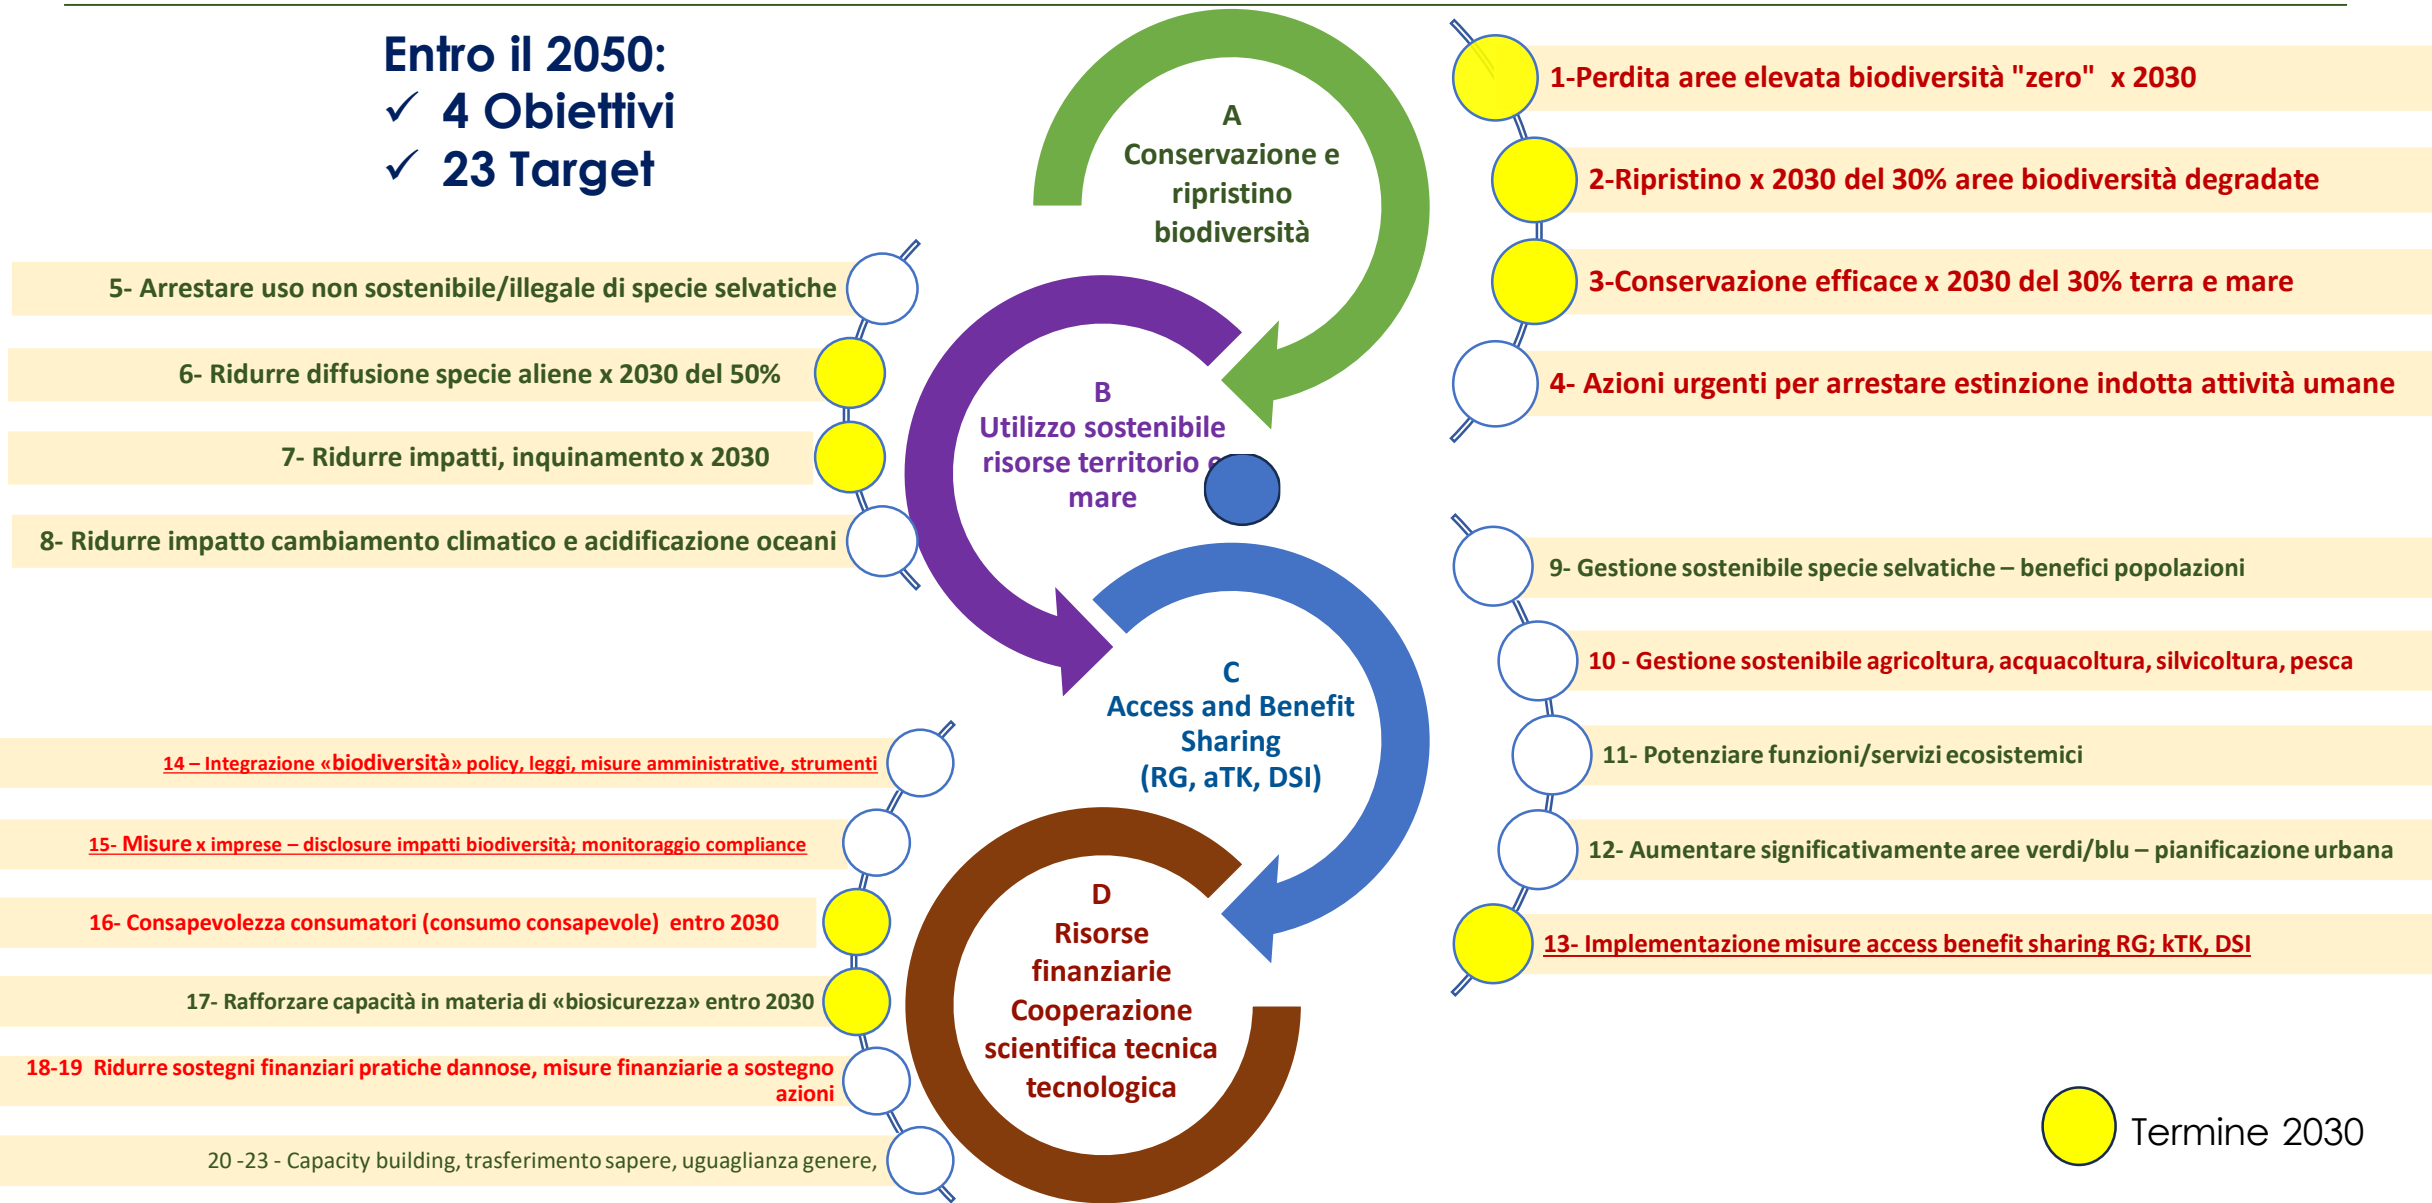 Entro il 2050:
✓ 4 Obiettivi
✓ 23 Target
A
Conservazione e
ripristino
biodiversità
1-Perdita aree elevata biodiversità "zero" x 2030
2-Ripristino x 2030 del 30% aree biodiversità degradate
3-Conservazione efficace x 2030 del 30% terra e mare
4- Azioni urgenti per arrestare estinzione indotta attività umane
5- Arrestare uso non sostenibile/illegale di specie selvatiche
6- Ridurre diffusione specie aliene x 2030 del 50%
7- Ridurre impatti, inquinamento x 2030
8- Ridurre impatto cambiamento climatico e acidificazione oceani
B
Utilizzo sostenibile
risorse territorio e
mare
9- Gestione sostenibile specie selvatiche – benefici popolazioni
10 - Gestione sostenibile agricoltura, acquacoltura, silvicoltura, pesca
11- Potenziare funzioni/servizi ecosistemici
12- Aumentare significativamente aree verdi/blu – pianificazione urbana
13- Implementazione misure access benefit sharing RG; kTK, DSI
C
Access and Benefit
Sharing
(RG, aTK, DSI)
14 – Integrazione «biodiversità» policy, leggi, misure amministrative, strumenti
15- Misure x imprese – disclosure impatti biodiversità; monitoraggio compliance
16- Consapevolezza consumatori (consumo consapevole) entro 2030
17- Rafforzare capacità in materia di «biosicurezza» entro 2030
18-19 Ridurre sostegni finanziari pratiche dannose, misure finanziarie a sostegno
azioni
20 -23 - Capacity building, trasferimento sapere, uguaglianza genere,
D
Risorse
finanziarie
Cooperazione
scientifica tecnica
tecnologica
Termine 2030